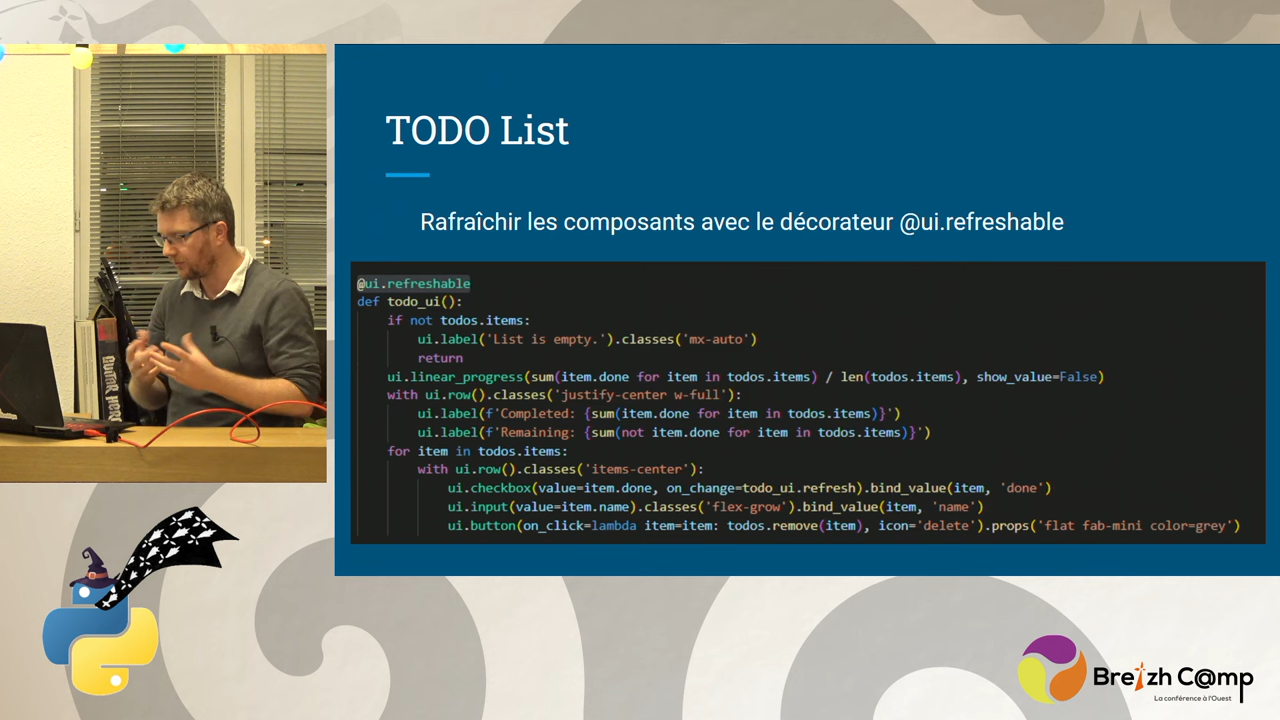 TODO List
Rafraîchir les composants avec le décorateur @ui.refreshable
@ui.refreshable
def todo_ui():
if not todos.items:
ui.label('List is empty.').classes('mx-auto')
return
ui.linear_progress(sum(item.done for item in todos.items) / len(todos.items), show_value=False)
with ui.row().classes('justify-center w-full'):
ui.label(f'Completed: {sum(item.done for item in todos.items)}')
ui.label(f'Remaining: {sum(not item.done for item in todos.items)}')
for item in todos.items:
with ui.row().classes('items-center'):
ui.checkbox(value=item.done, on_change=todo_ui.refresh).bind_value(item, 'done')
ui.input(value=item.name).classes('flex-grow').bind_value(item, 'name')
ui.button(on_click=lambda item=item: todos.remove(item), icon='delete').props('flat fab-mini color=grey')
Breizh C@mp
La conférence à l'Ouest